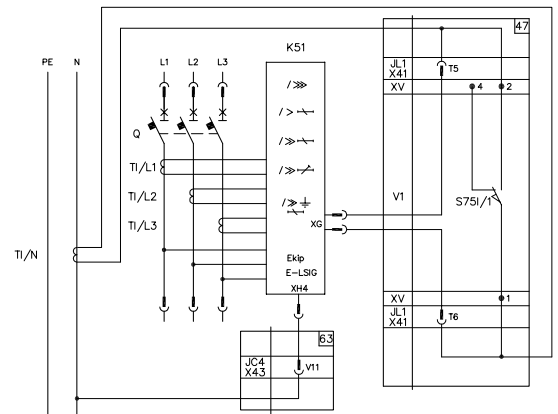 47
PE N L1 L2 L3 K51
JL1
X41
T5
XV 4 2
Q
TI/L1
TI/L2
TI/L3
TI/N
V1
S75I/1
XG
Ekip
E-LSIG
XH4
XV 1
JL1
X41
T6
63
JC4
X43
V11